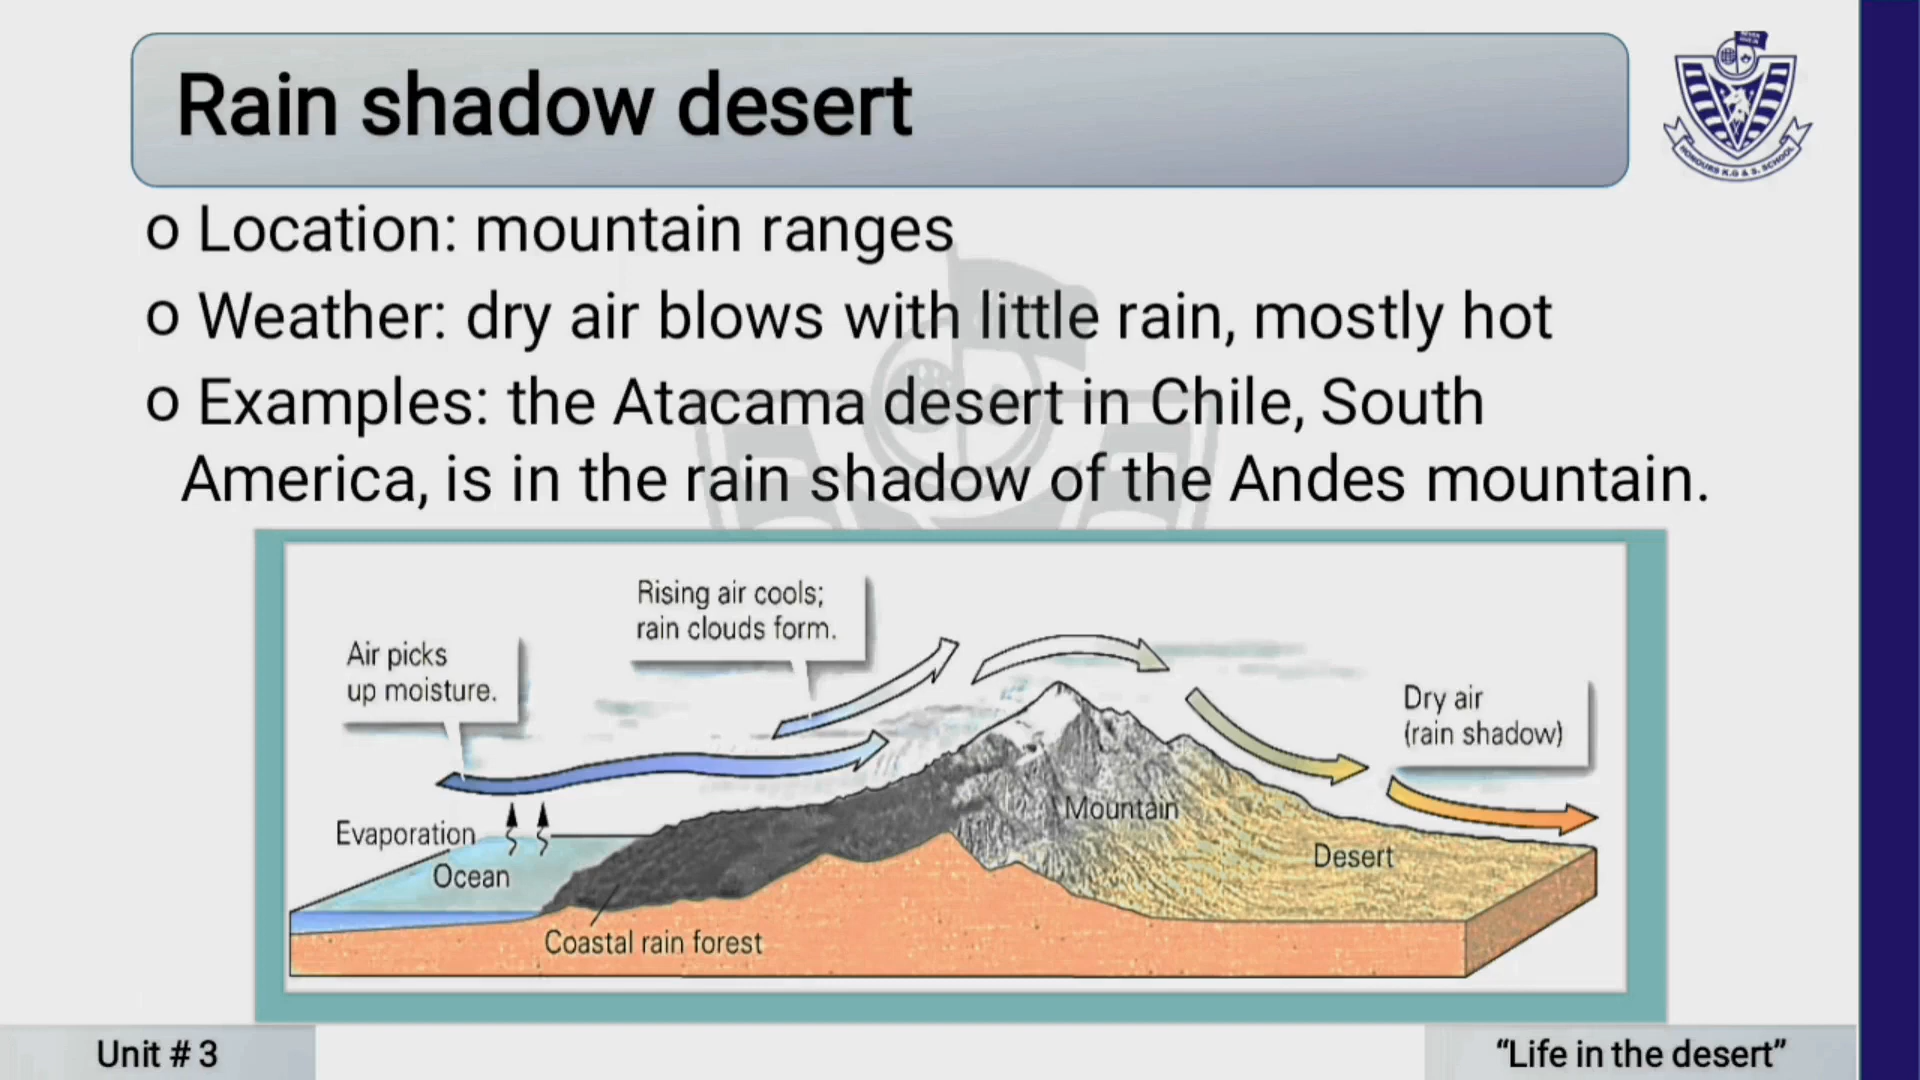 Rain shadow desert
HONOURS K.G & S. SCHOOL
o Location: mountain ranges
o Weather: dry air blows with little rain, mostly hot
o Examples: the Atacama desert in Chile, South
America, is in the rain shadow of the Andes mountain.
Rising air cools;
rain clouds form.
Air picks
up moisture.
Dry air
(rain shadow)
Evaporation
Mountain
Desert
Ocean
Coastal rain forest
Unit # 3
“Life in the desert”